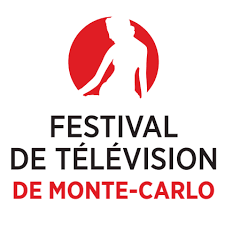 FESTIVAL
DE TÉLÉVISION
DE MONTE-CARLO